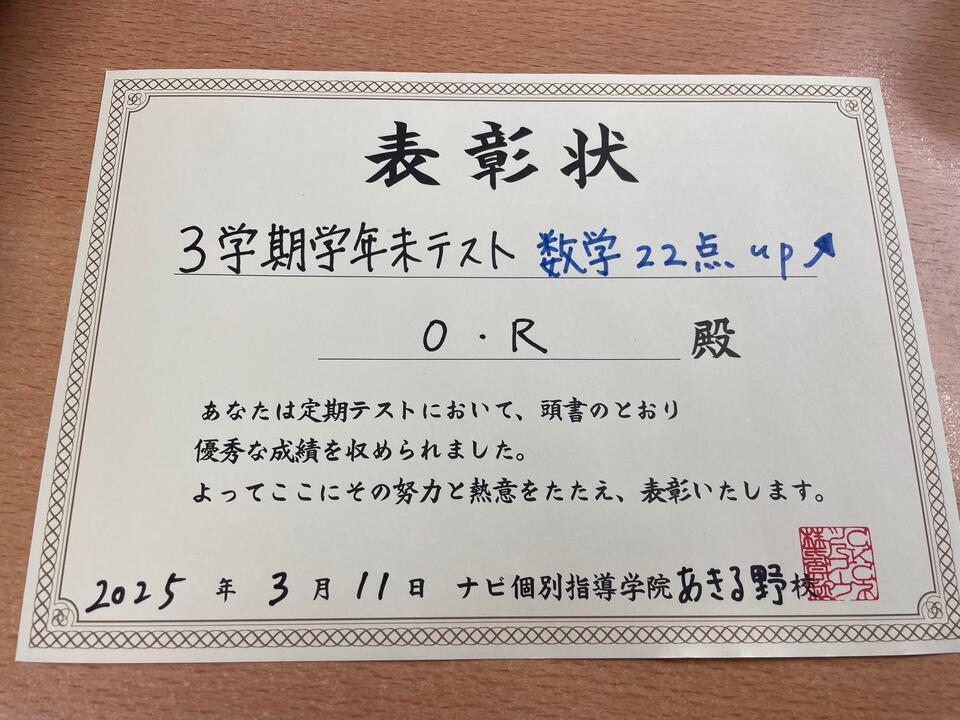 表彰状
3学期学年末テスト 数学 22点 up↗
O・R 殿
あなたは定期テストにおいて、頭書のとおり
優秀な成績を収められました。
よってここにその努力と熱意をたたえ、表彰いたします。
2025 年 3 月 11 日 ナビ個別指導学院 あきる野校